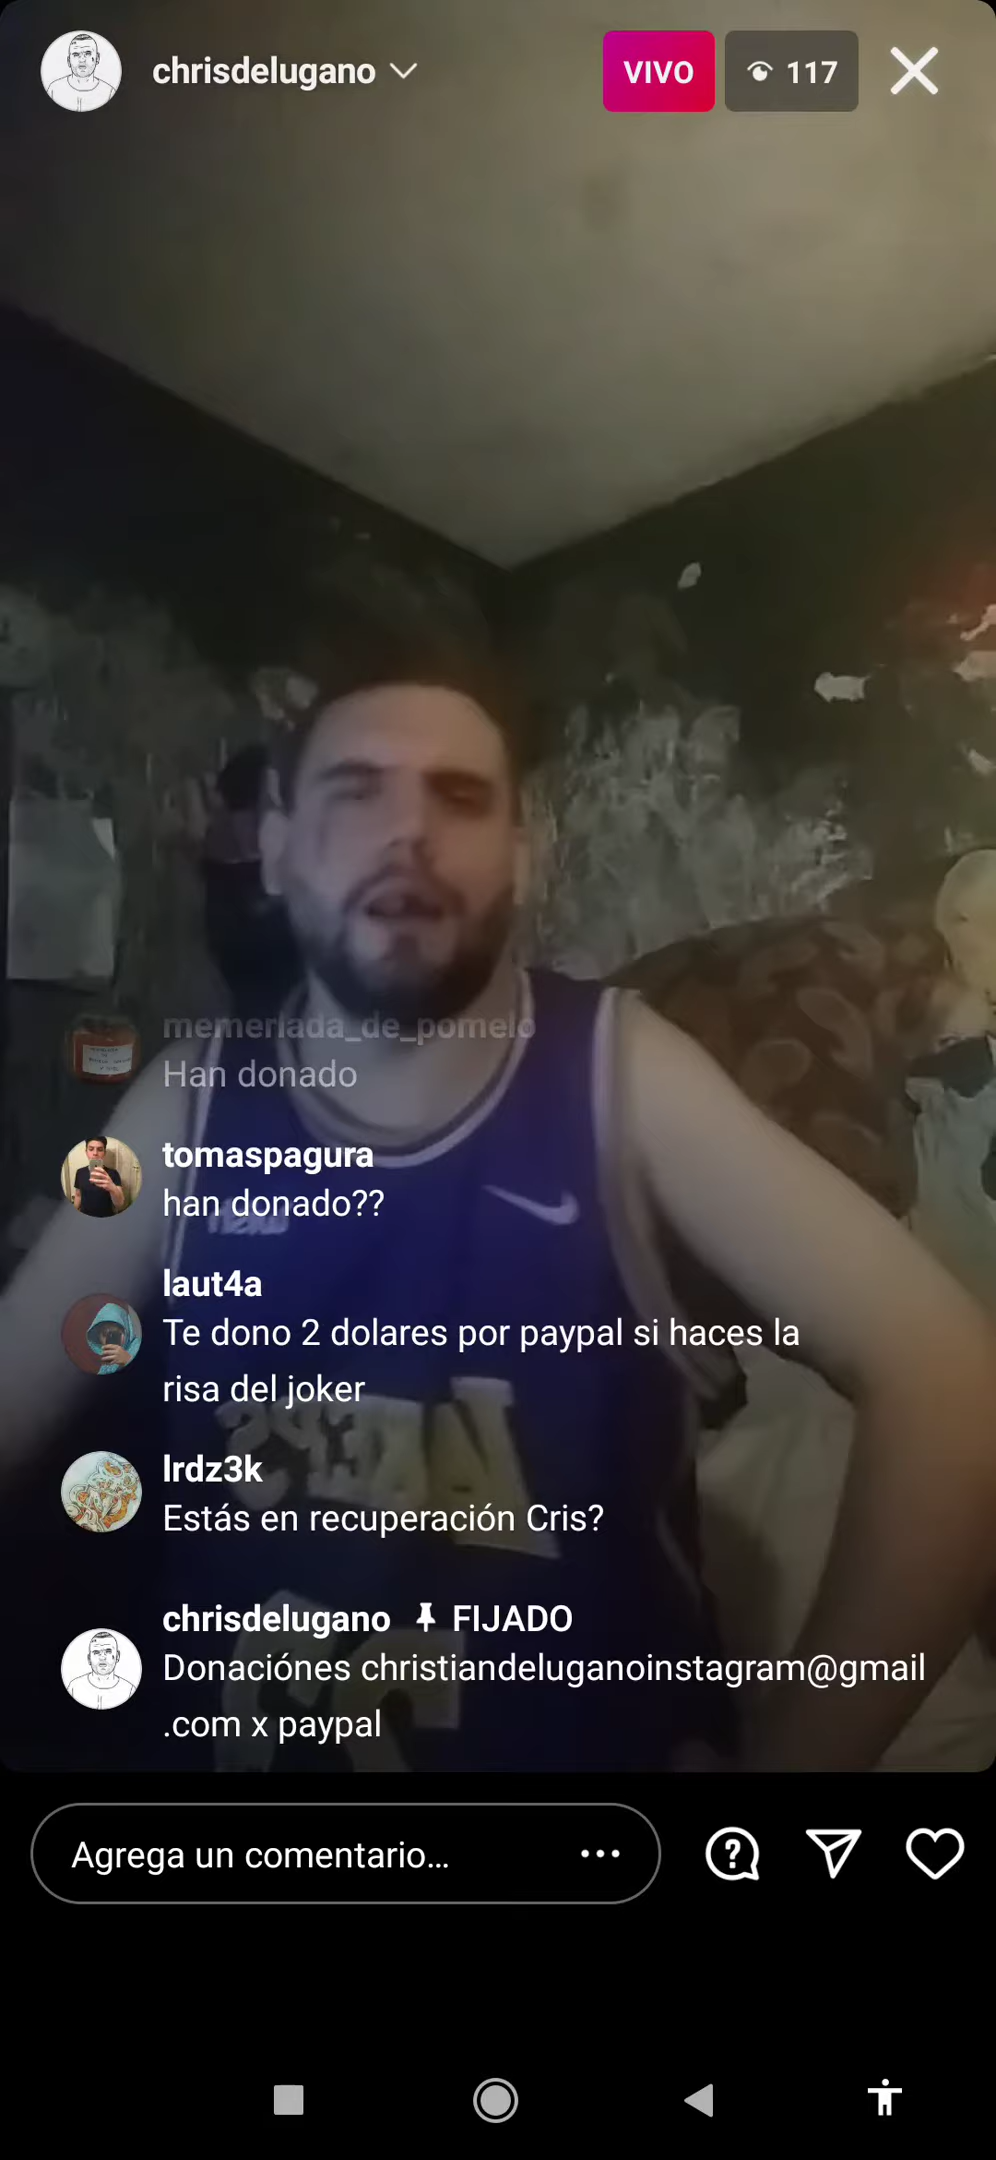 chrisdelugano
VIVO
117
memerlada_de_pomelo
Han donado
tomaspagura
han donado??
laut4a
Te dono 2 dolares por paypal si haces la
risa del joker
lrdz3k
Estás en recuperación Cris?
chrisdelugano FIJADO
Donaciónes christiandeluganoinstagram@gmail
.com x paypal
Agrega un comentario...